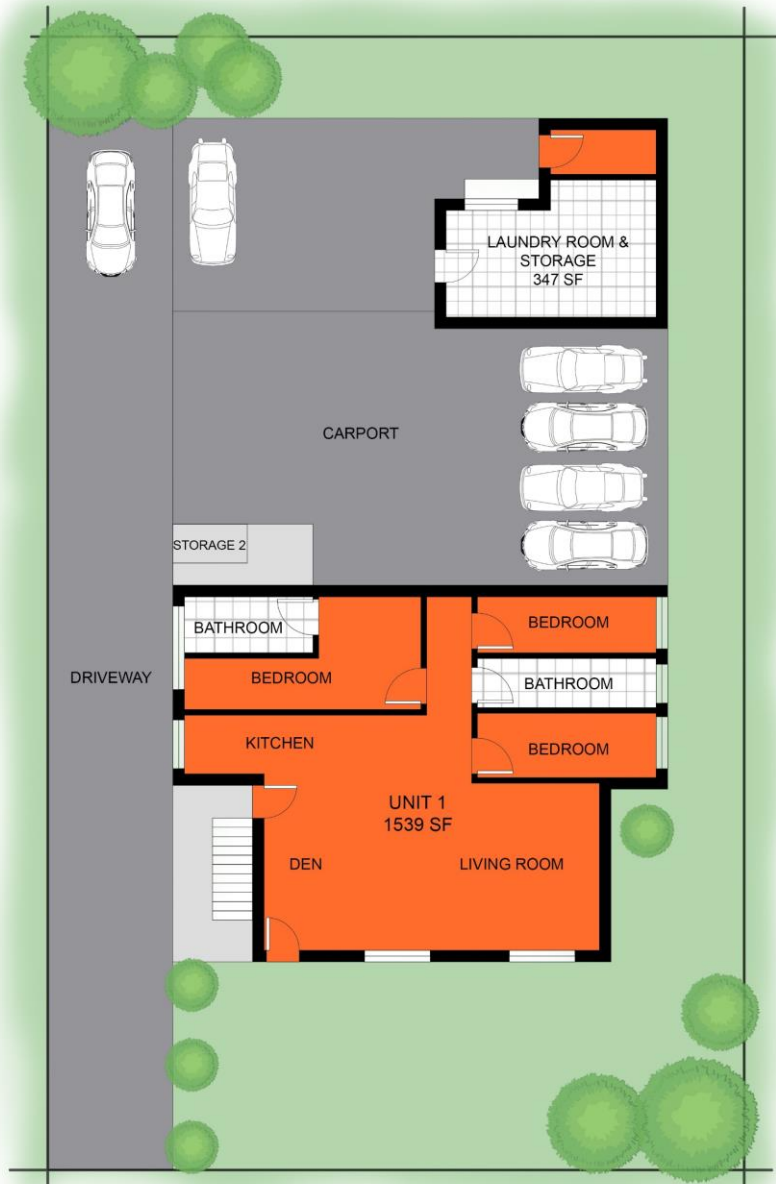 LAUNDRY ROOM &
STORAGE
347 SF
CARPORT
STORAGE 2
BATHROOM
BEDROOM
DRIVEWAY
BEDROOM
BATHROOM
KITCHEN
BEDROOM
UNIT 1
1539 SF
DEN
LIVING ROOM